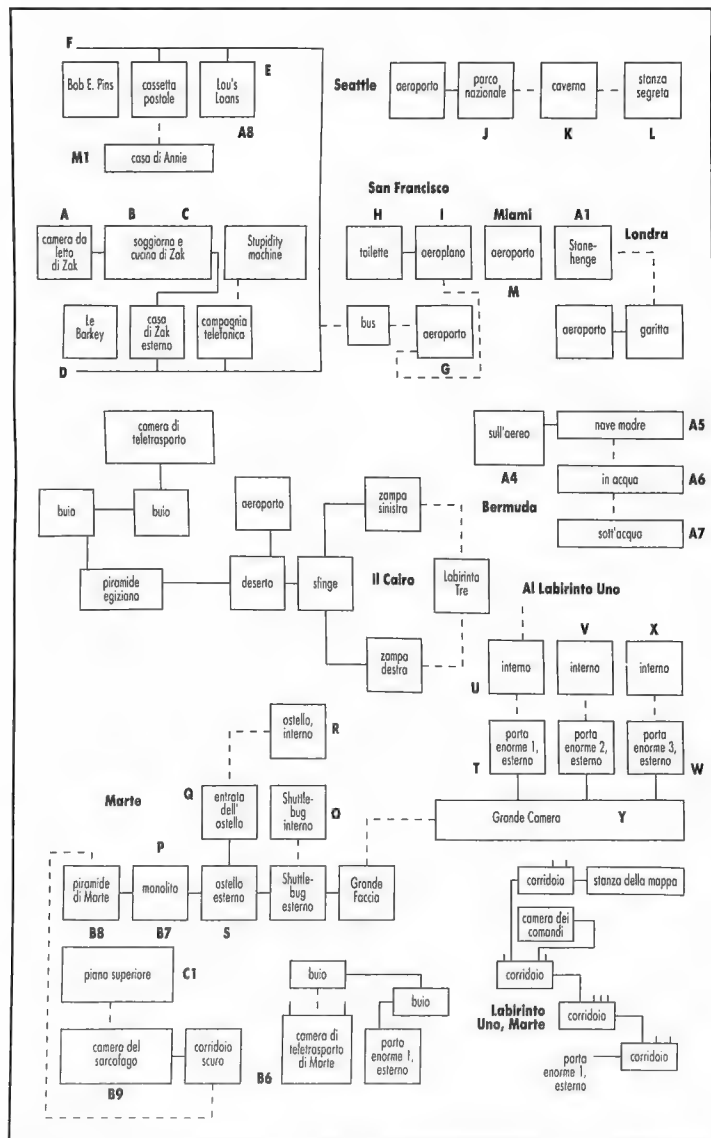 F
Bob E. Pins
cassetta
postale
Lou's
Loans
E
A8
M1
casa di Annie
Seattle
aeroporto
parco
nazionale
caverna
stanza
segreta
J
K
L
A
B
C
camera da
letto
di Zak
soggiorno e
cucina di Zak
Stupidity
machine
Le
Barkey
casa
di Zak
esterno
compagnia
telefonica
D
San Francisco
H
I
Miami
A1
Londra
toilette
aeroplano
aeroporto
Stone-
henge
M
bus
aeroporto
G
aeroporto
garitta
camera di
teletrasporto
buio
buio
aeroporto
piramide
egiziana
deserto
sfinge
zampa
sinistra
Il Cairo
Labirinto
Tre
zampa
destra
sull'aereo
nave madre
A5
A4
in acqua
A6
Bermuda
sott'acqua
A7
Al Labirinto Uno
V
X
interno
interno
interno
U
porta
enorme 1,
esterno
porta
enorme 2,
esterno
porta
enorme 3,
esterno
T
W
Grande Camera
Y
ostello,
interno
R
Marte
Q
entrata
dell'
ostello
Shuttle-
bug
interno
O
P
piramide
di Marte
monolito
ostello
esterno
Shuttle-
bug
esterno
Grande
Faccia
B8
B7
S
piano superiore
C1
camera del
sarcofago
corridoio
scuro
B9
buio
buio
camera di
teletrasporto
di Marte
B6
porta
enorme 1,
esterno
corridoio
stanza della mappa
camera dei
comandi
corridoio
Labirinto
Uno, Marte
corridoio
corridoio
porta
enorme 1,
esterno